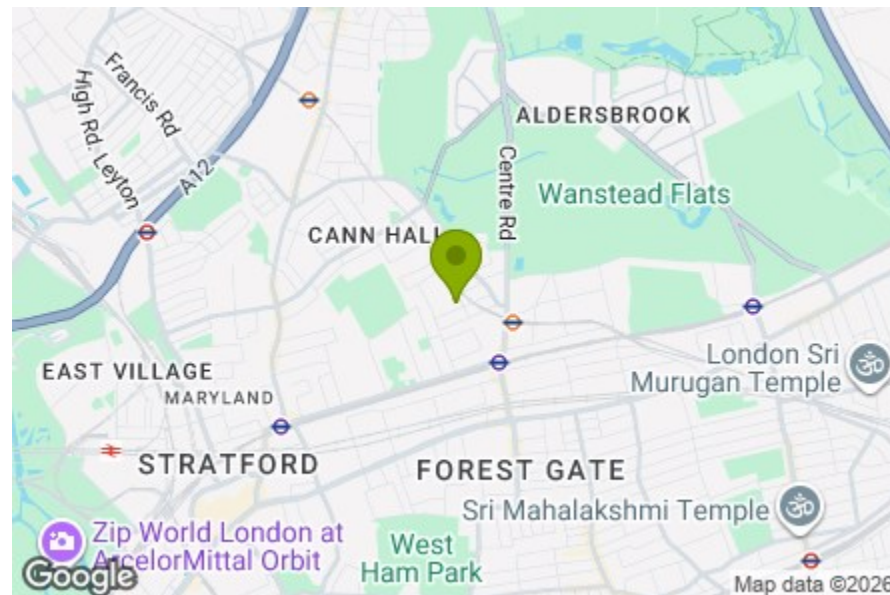 Francis Rd
High Rd. Leyton
A12
ALDERSBROOK
Centre Rd
Wanstead Flats
CANN HALL
EAST VILLAGE
MARYLAND
London Sri
Murugan Temple
STRATFORD
FOREST GATE
Sri Mahalakshmi Temple
Zip World London at
ArcelorMittal Orbit
West
Ham Park
Google
Map data ©2026